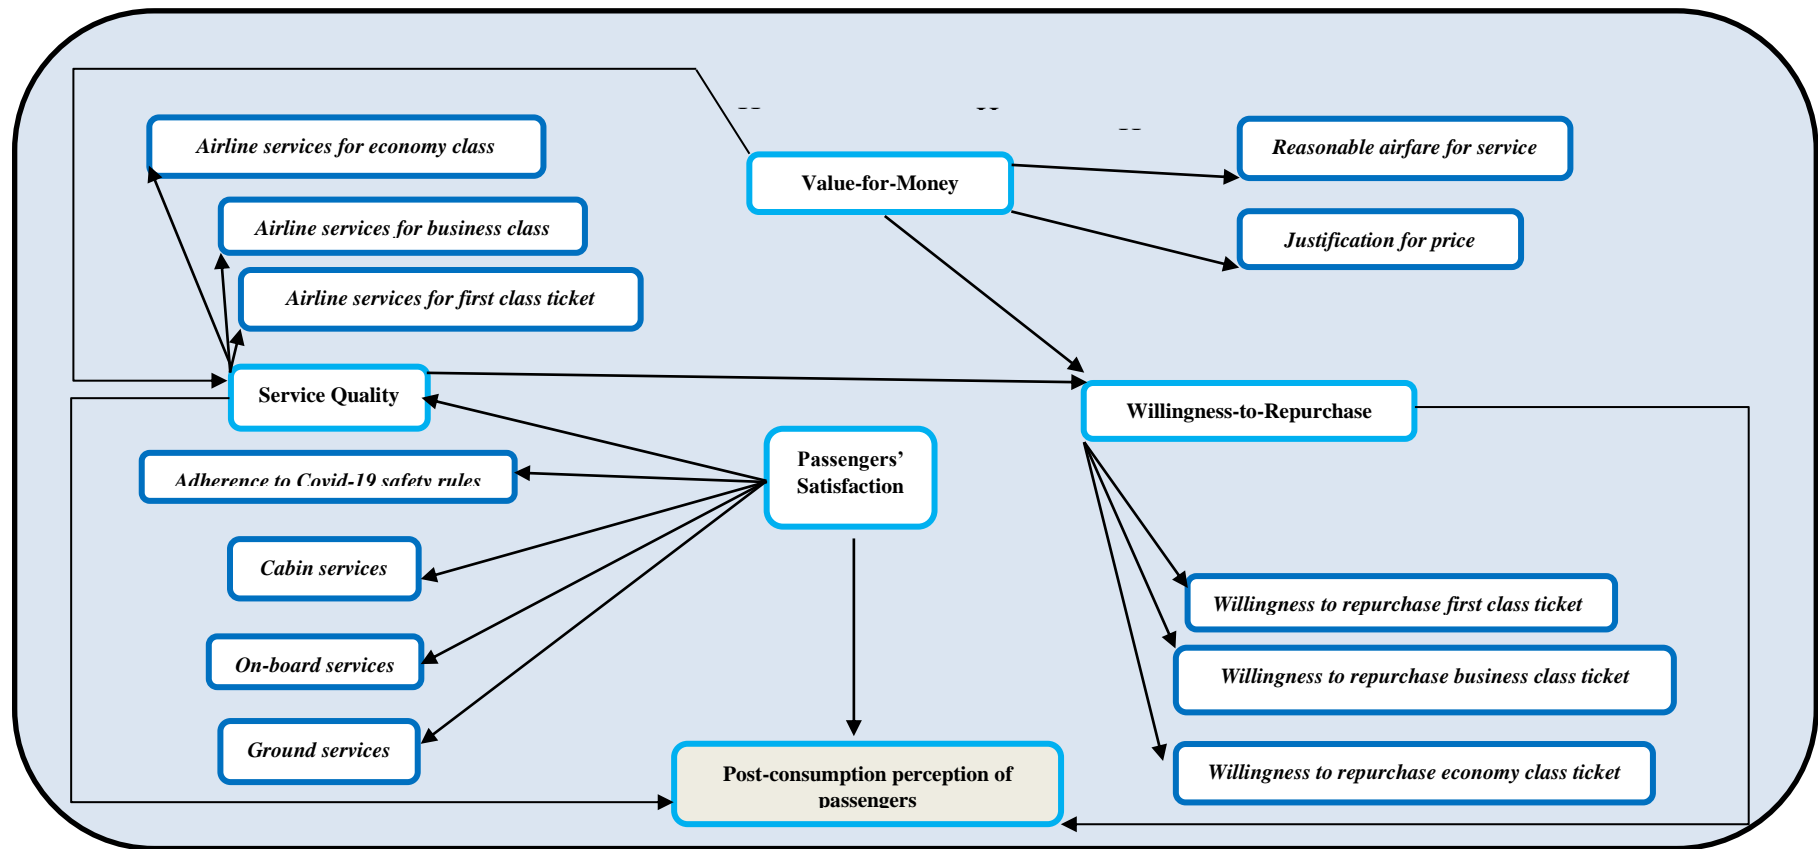 Airline services for economy class
Reasonable airfare for service
Value-for-Money
Airline services for business class
Justification for price
Airline services for first class ticket
Service Quality
Willingness-to-Repurchase
Passengers’
Satisfaction
Adherence to Covid-19 safety rules
Cabin services
Willingness to repurchase first class ticket
On-board services
Willingness to repurchase business class ticket
Ground services
Willingness to repurchase economy class ticket
Post-consumption perception of
passengers